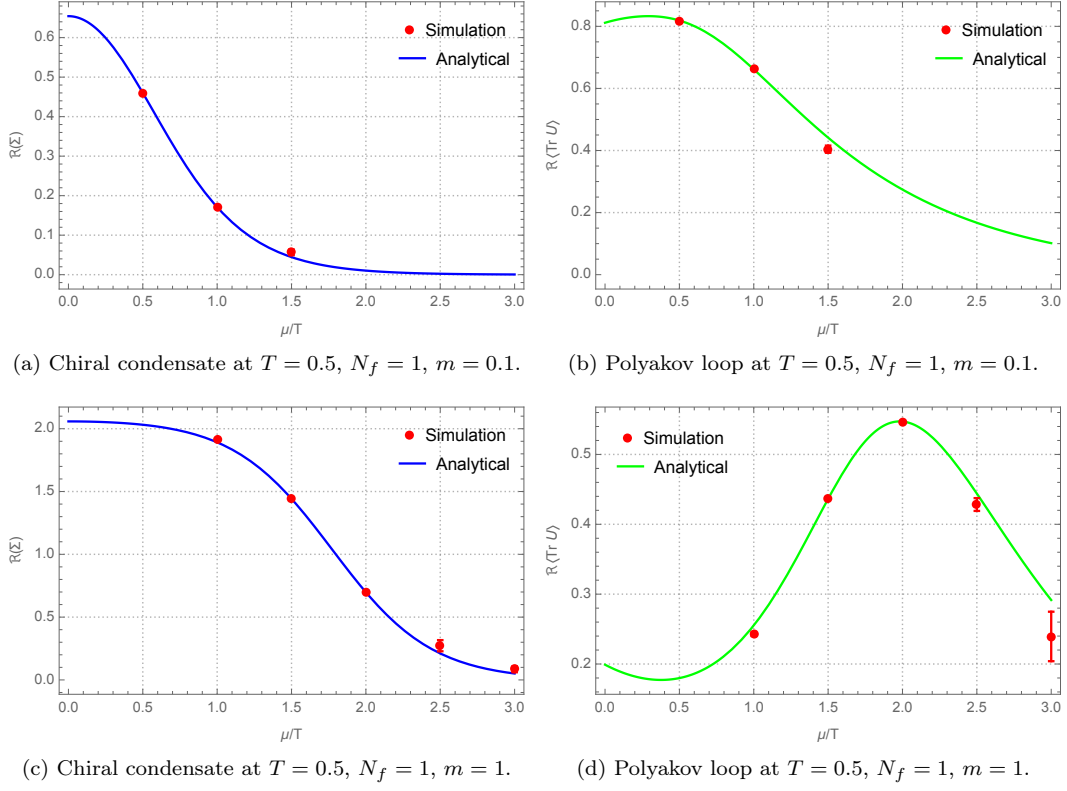 ℜ⟨Σ⟩
0.6
0.5
0.4
0.3
0.2
0.1
0.0
Simulation
Analytical
0.0 0.5 1.0 1.5 2.0 2.5 3.0
μ/T
(a) Chiral condensate at T = 0.5, N_f = 1, m = 0.1.
ℜ⟨Tr U⟩
0.8
0.6
0.4
0.2
0.0
Simulation
Analytical
0.0 0.5 1.0 1.5 2.0 2.5 3.0
μ/T
(b) Polyakov loop at T = 0.5, N_f = 1, m = 0.1.
ℜ⟨Σ⟩
2.0
1.5
1.0
0.5
0.0
Simulation
Analytical
0.0 0.5 1.0 1.5 2.0 2.5 3.0
μ/T
(c) Chiral condensate at T = 0.5, N_f = 1, m = 1.
ℜ⟨Tr U⟩
0.5
0.4
0.3
0.2
Simulation
Analytical
0.0 0.5 1.0 1.5 2.0 2.5 3.0
μ/T
(d) Polyakov loop at T = 0.5, N_f = 1, m = 1.